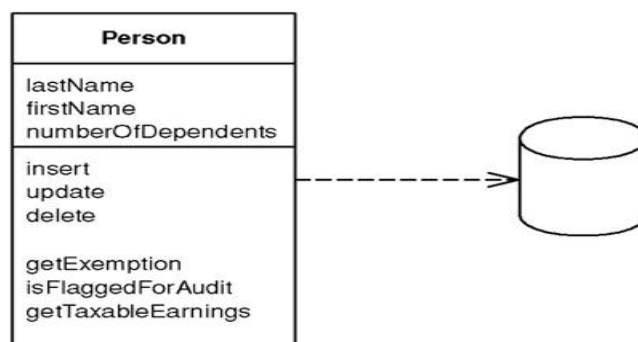 Person
lastName
firstName
numberOfDependents
insert
update
delete
getExemption
isFlaggedForAudit
getTaxableEarnings